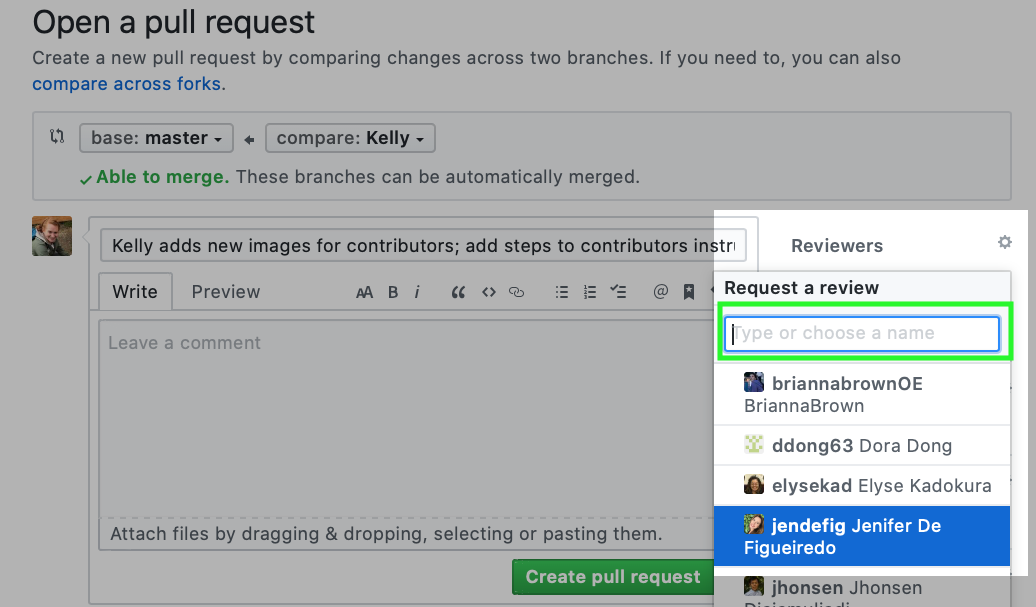 Open a pull request
Create a new pull request by comparing changes across two branches. If you need to, you can also
compare across forks.
base: master
compare: Kelly
Able to merge. These branches can be automatically merged.
Kelly adds new images for contributors; add steps to contributors
Reviewers
Write
Preview
AA B i
@
Request a review
Type or choose a name
Leave a comment
briannabrownOE
BriannaBrown
ddong63 Dora Dong
elysekad Elyse Kadokura
jendefig Jenifer De
Figueiredo
Attach files by dragging & dropping, selecting or pasting them.
Create pull request
jhonsen Jhonsen